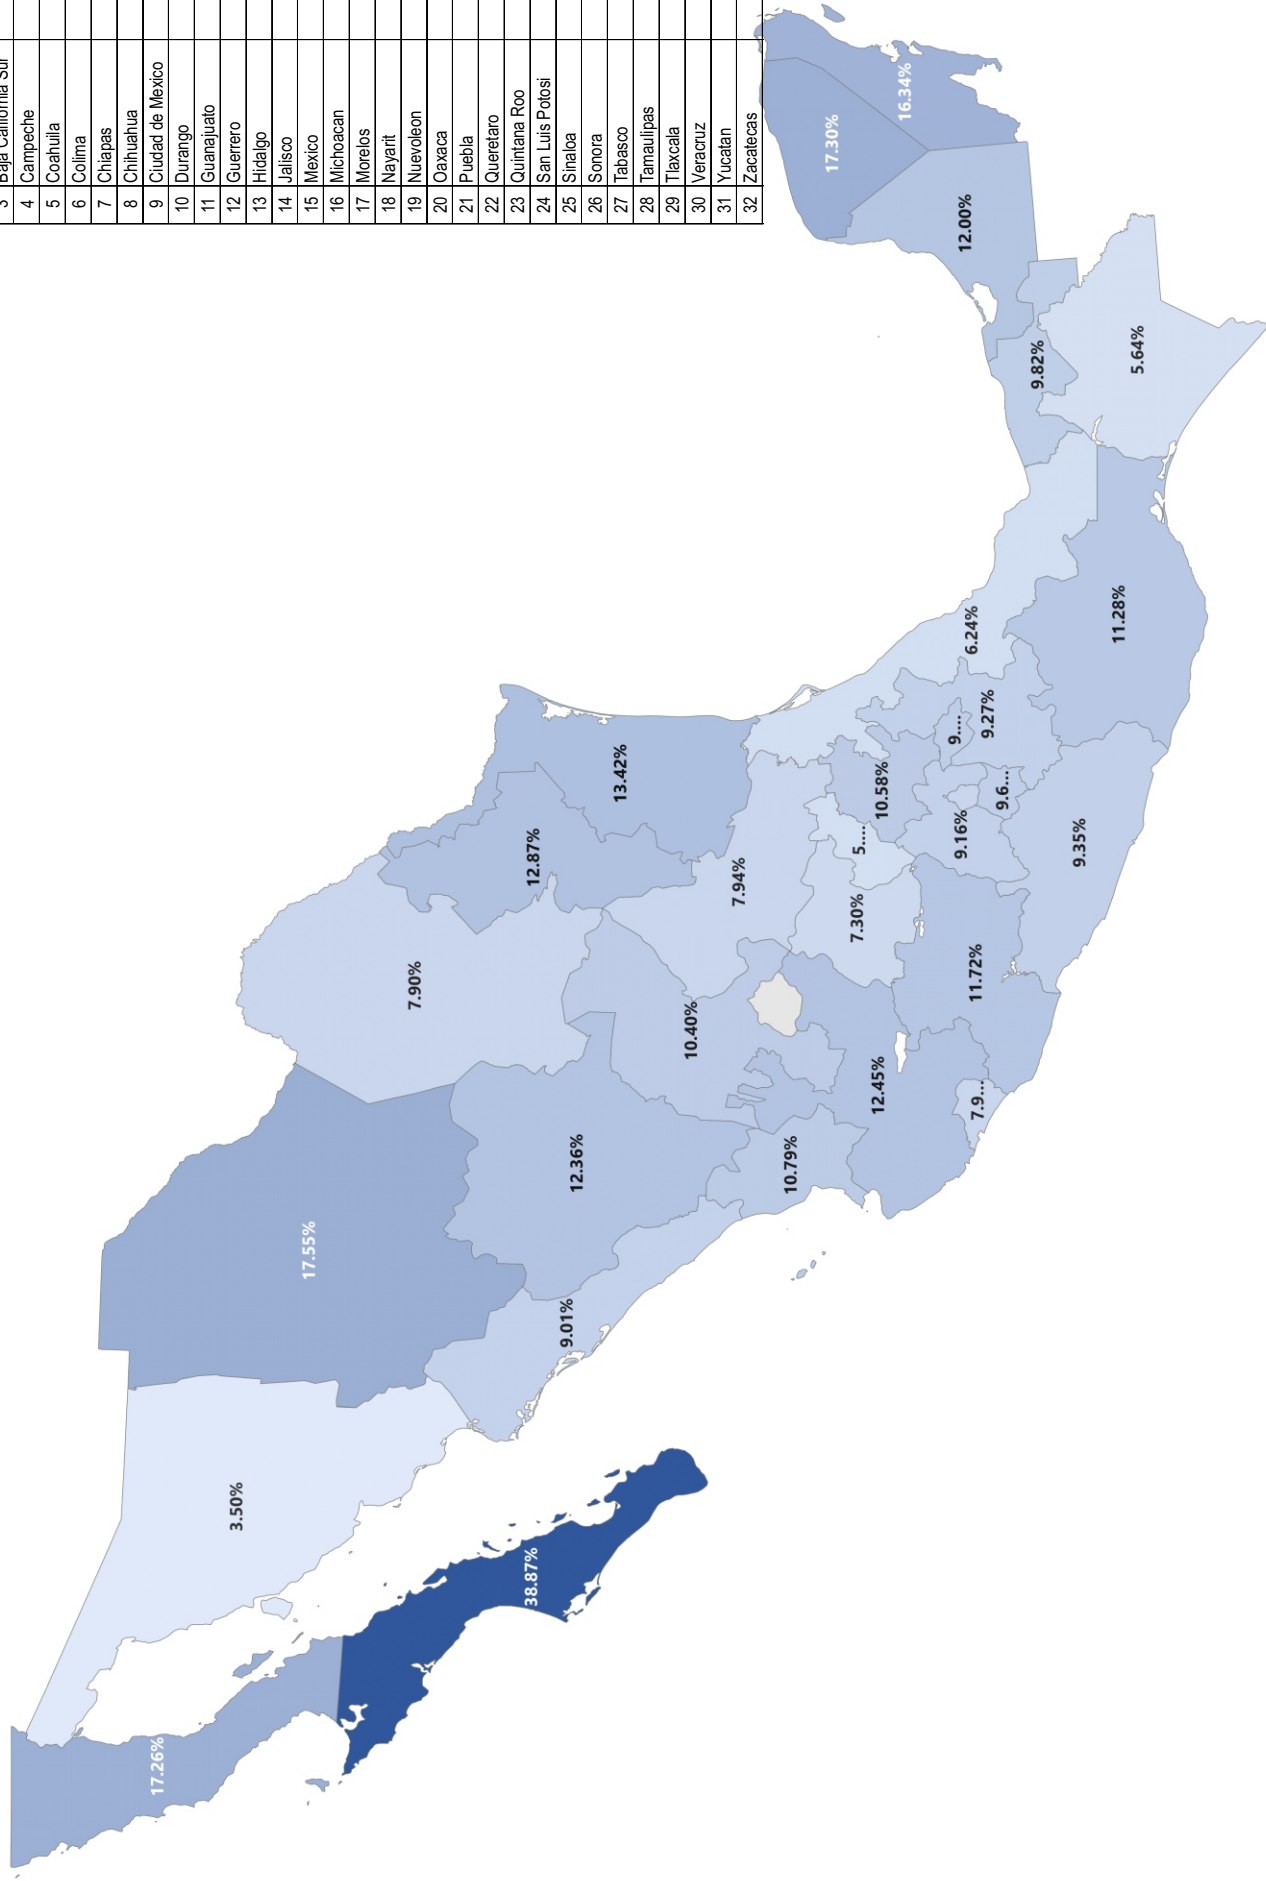 3 Baja California Sur
4 Campeche
5 Coahuila
6 Colima
7 Chiapas
8 Chihuahua
9 Ciudad de Mexico
10 Durango
11 Guanajuato
12 Guerrero
13 Hidalgo
14 Jalisco
15 Mexico
16 Michoacan
17 Morelos
18 Nayarit
19 Nuevoleon
20 Oaxaca
21 Puebla
22 Queretaro
23 Quintana Roo
24 San Luis Potosi
25 Sinaloa
26 Sonora
27 Tabasco
28 Tamaulipas
29 Tlaxcala
30 Veracruz
31 Yucatan
32 Zacatecas
17.26%
3.50%
17.55%
7.90%
38.87%
12.87%
9.01%
12.36%
13.42%
10.40%
7.94%
10.79%
17.30%
7.30%
5....
12.45%
10.58%
16.34%
9....
9.16%
12.00%
6.24%
11.72%
7.9...
9.27%
9.6...
9.82%
9.35%
11.28%
5.64%